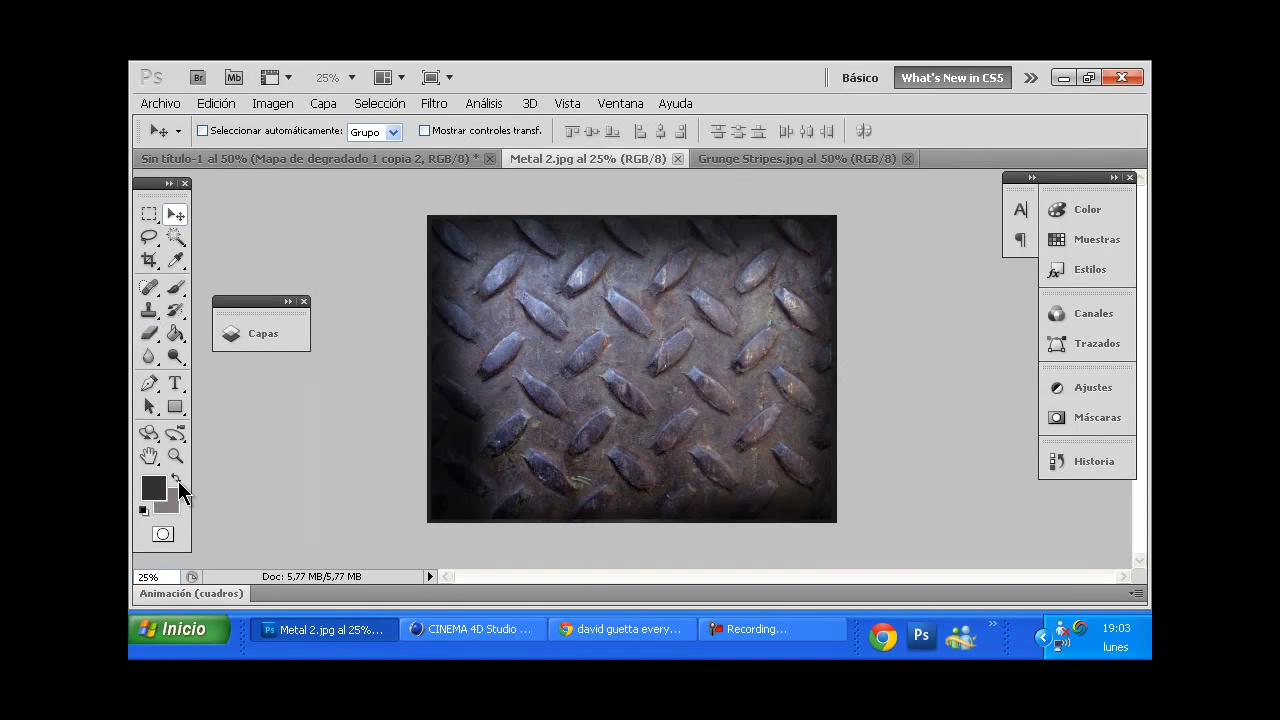 Ps Br Mb 25% Básico What's New in CS5
Archivo Edición Imagen Capa Selección Filtro Análisis 3D Vista Ventana Ayuda
Seleccionar automáticamente: Grupo Mostrar controles transf.
Sin título-1 al 50% (Mapa de degradado 1 copia 2, RGB/8) * Metal 2.jpg al 25% (RGB/8) Grunge Stripes.jpg al 50% (RGB/8)
Color
Muestras
Estilos
Canales
Capas
Trazados
Ajustes
Máscaras
Historia
25% Doc: 5,77 MB/5,77 MB
Animación (cuadros)
Inicio Ps Metal 2.jpg al 25%... CINEMA 4D Studio ... david guetta every... Recording... Ps 19:03
lunes